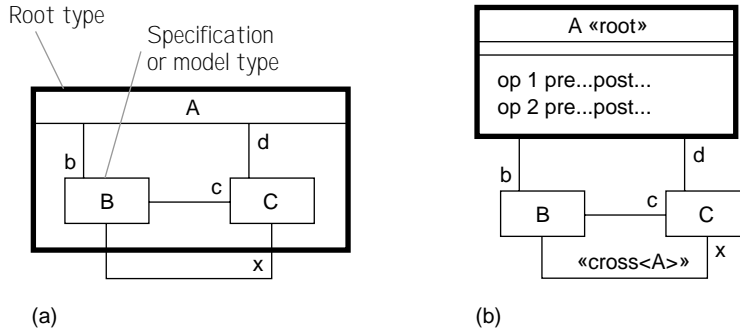 Root type
Specification
or model type
A
b
d
B
c
C
x
(a)
A «root»
op 1 pre...post...
op 2 pre...post...
b
d
B
c
C
x
«cross<A>»
(b)